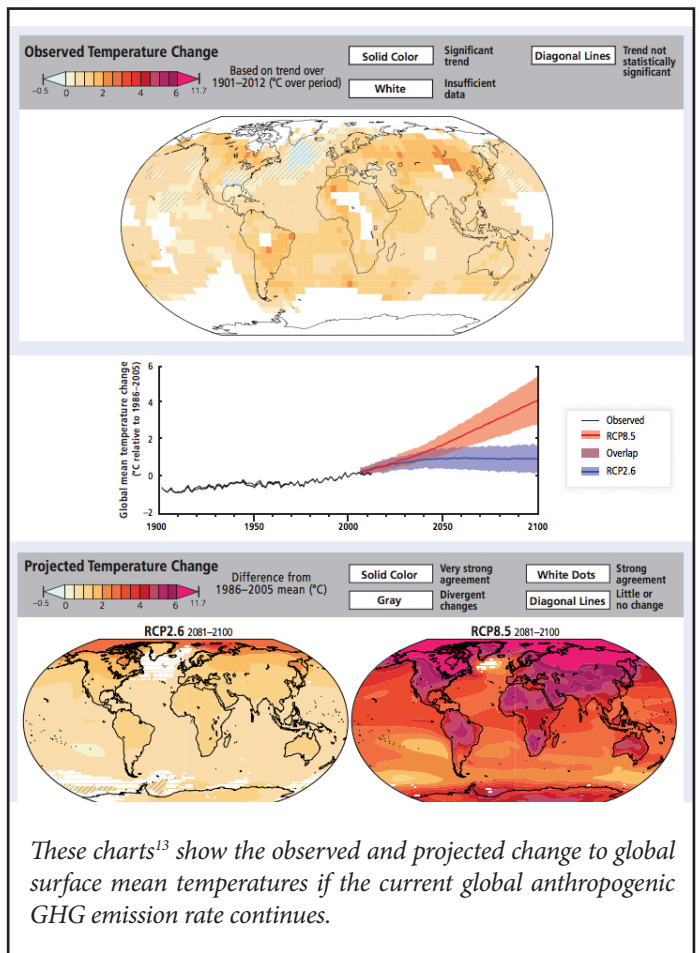 Observed Temperature Change
−0.5 0 2 4 6 11.7
Based on trend over
1901–2012 (°C over period)
Solid Color
Significant
trend
Diagonal Lines
Trend not
statistically
significant
White
Insufficient
data
Global mean temperature change
(°C relative to 1986–2005)
6
4
2
0
−2
1900 1950 2000 2050 2100
Observed
RCP8.5
Overlap
RCP2.6
Projected Temperature Change
−0.5 0 2 4 6 11.7
Difference from
1986–2005 mean (°C)
Solid Color
Very strong
agreement
White Dots
Strong
agreement
Gray
Divergent
changes
Diagonal Lines
Little or
no change
RCP2.6 2081–2100
RCP8.5 2081–2100
These charts¹³ show the observed and projected change to global
surface mean temperatures if the current global anthropogenic
GHG emission rate continues.